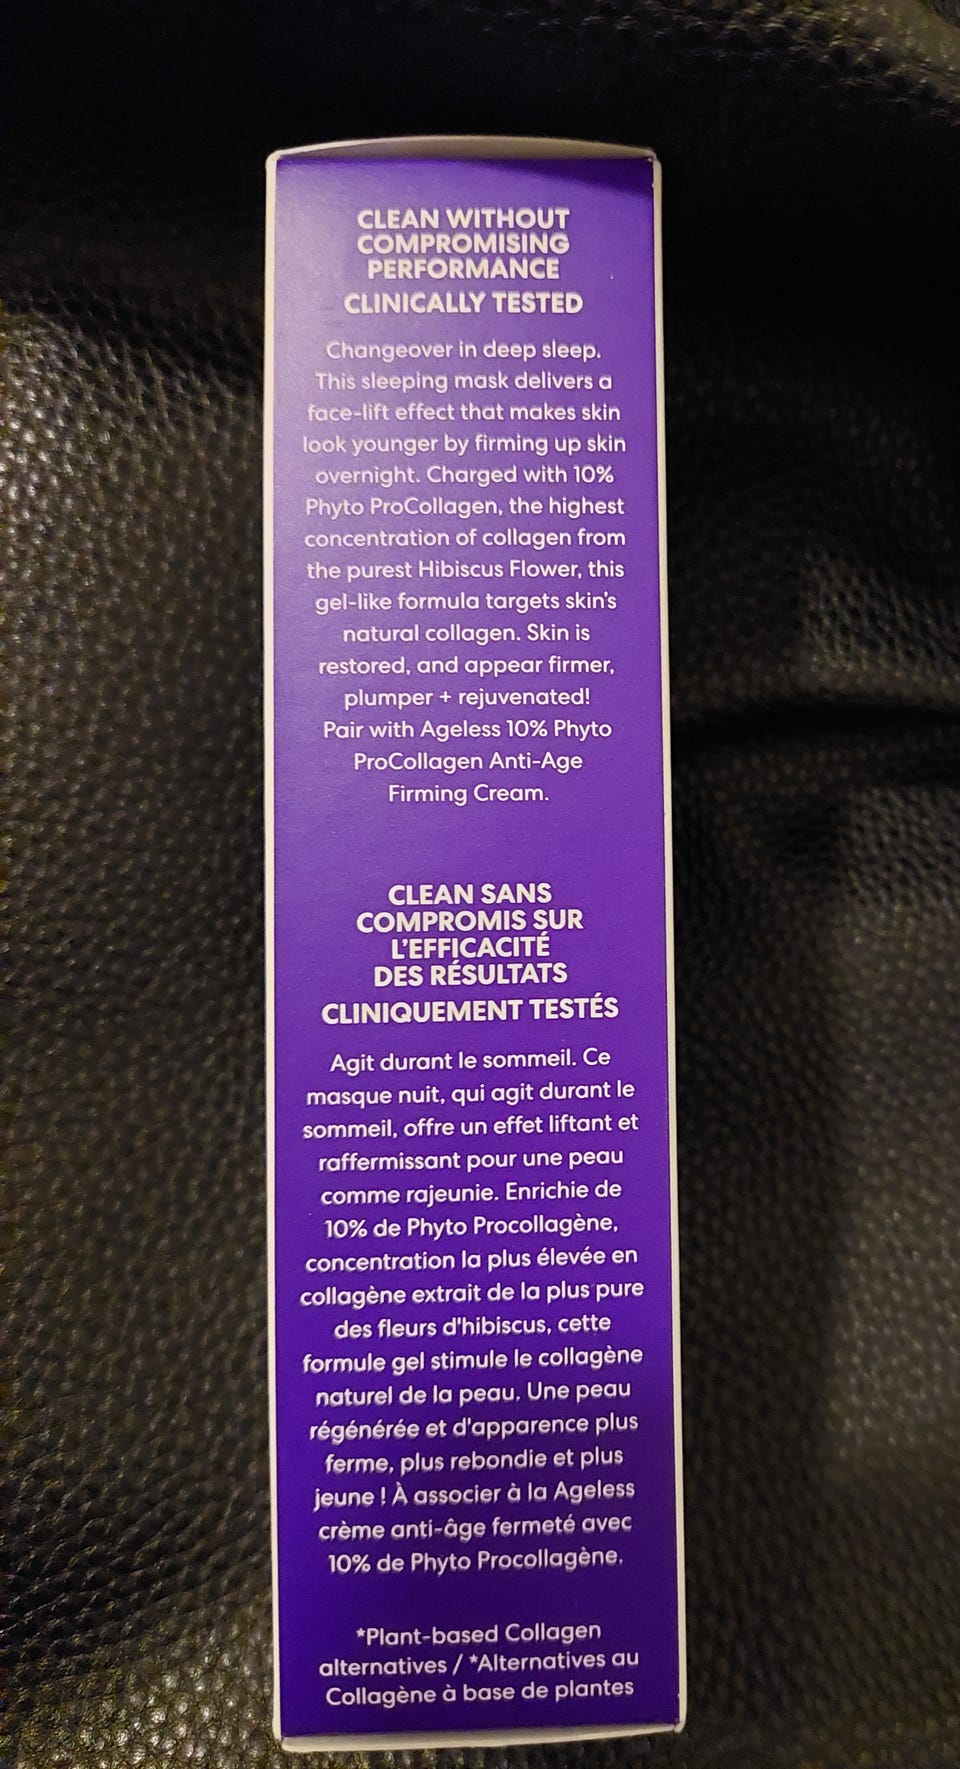 CLEAN WITHOUT
COMPROMISING
PERFORMANCE
CLINICALLY TESTED
Changeover in deep sleep.
This sleeping mask delivers a
face-lift effect that makes skin
look younger by firming up skin
overnight. Charged with 10%
Phyto ProCollagen, the highest
concentration of collagen from
the purest Hibiscus Flower, this
gel-like formula targets skin's
natural collagen. Skin is
restored, and appear firmer,
plumper + rejuvenated!
Pair with Ageless 10% Phyto
ProCollagen Anti-Age
Firming Cream.
CLEAN SANS
COMPROMIS SUR
L'EFFICACITÉ
DES RÉSULTATS
CLINIQUEMENT TESTÉS
Agit durant le sommeil. Ce
masque nuit, qui agit durant le
sommeil, offre un effet liftant et
raffermissant pour une peau
comme rajeunie. Enrichie de
10% de Phyto Procollagène,
concentration la plus élevée en
collagène extrait de la plus pure
des fleurs d'hibiscus, cette
formule gel stimule le collagène
naturel de la peau. Une peau
régénérée et d'apparence plus
ferme, plus rebondie et plus
jeune ! À associer à la Ageless
crème anti-âge fermeté avec
10% de Phyto Procollagène.
*Plant-based Collagen
alternatives / *Alternatives au
Collagène à base de plantes